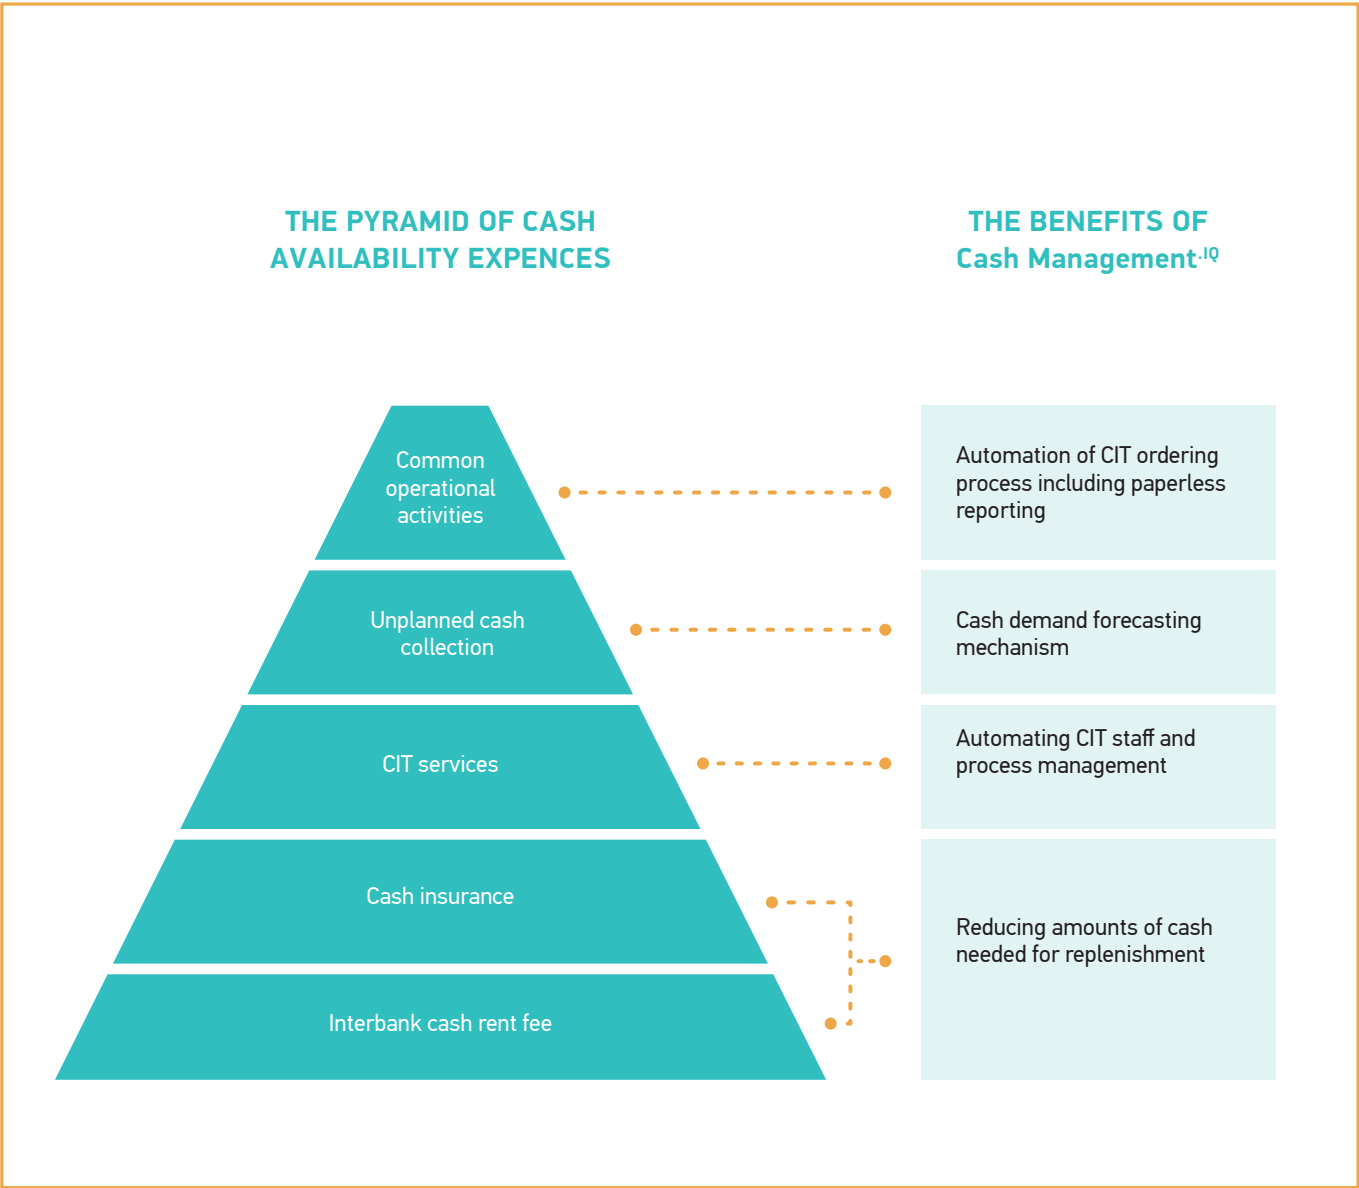 THE PYRAMID OF CASH
AVAILABILITY EXPENCES
THE BENEFITS OF
Cash Management.IQ
Common
operational
activities
Automation of CIT ordering
process including paperless
reporting
Unplanned cash
collection
Cash demand forecasting
mechanism
CIT services
Automating CIT staff and
process management
Cash insurance
Interbank cash rent fee
Reducing amounts of cash
needed for replenishment